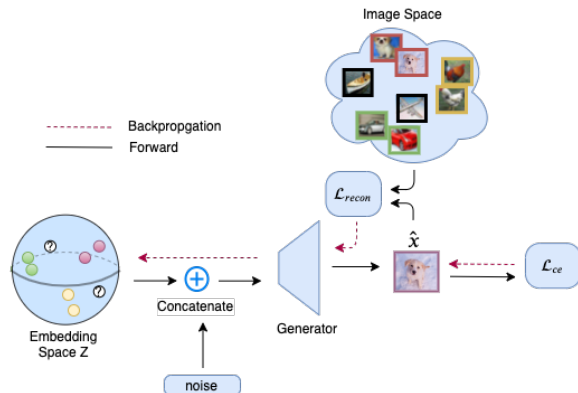 Image Space
Backpropgation
Forward
ℒrecon
x̂
ℒce
?
?
Concatenate
Embedding
Space Z
Generator
noise